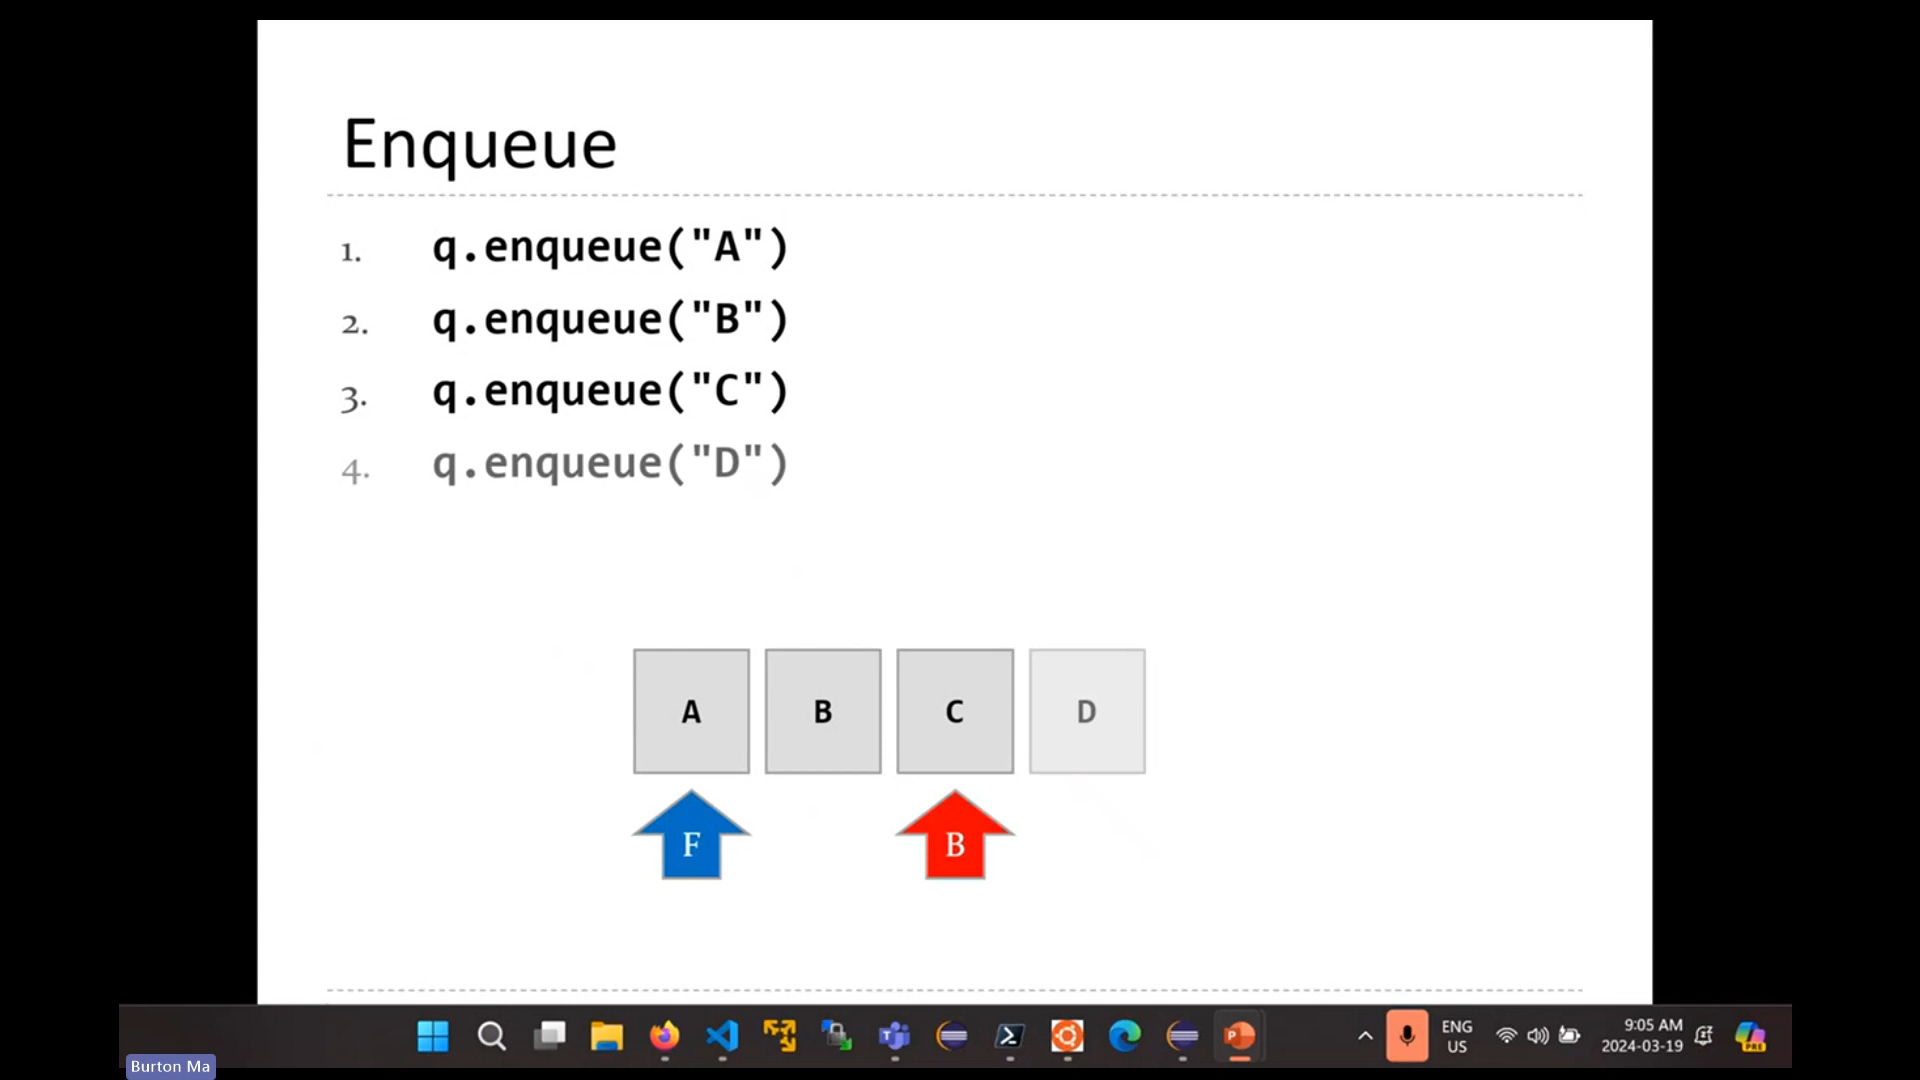 Enqueue
1. q.enqueue("A")
2. q.enqueue("B")
3. q.enqueue("C")
4. q.enqueue("D")
A B C D
F B
ENG
US
9:05 AM
2024-03-19
PRE
Burton Ma